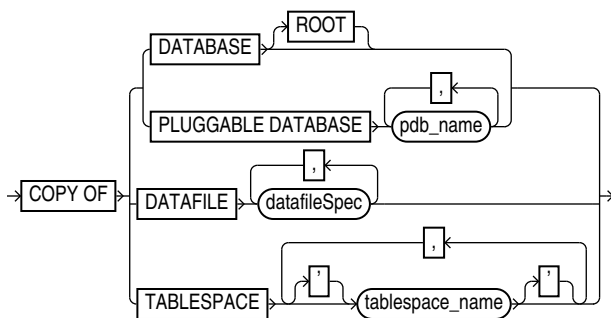 ROOT
DATABASE
,
PLUGGABLE DATABASE pdb_name
,
COPY OF DATAFILE datafileSpec
,
' '
TABLESPACE tablespace_name